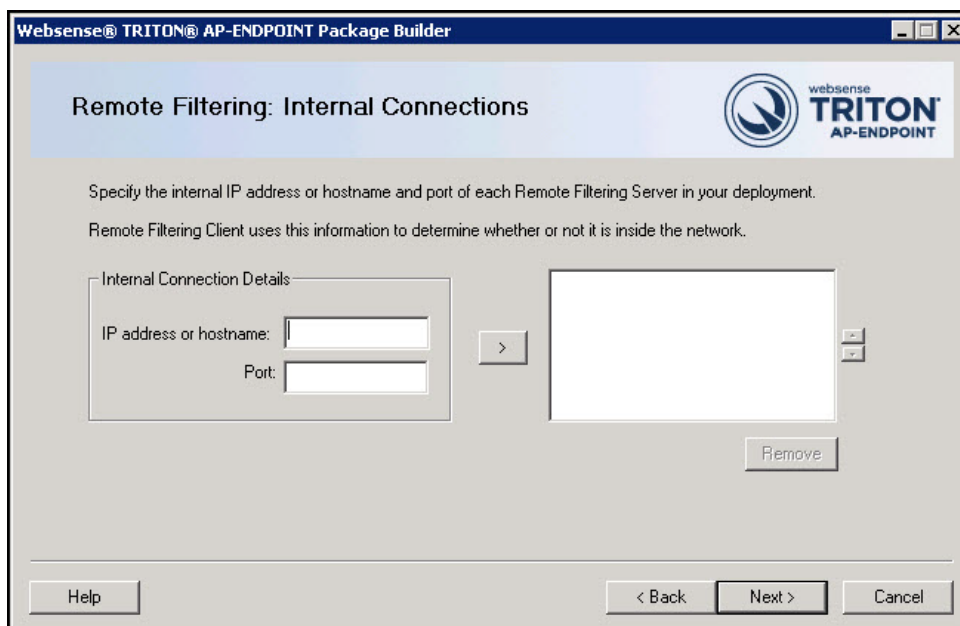 Websense® TRITON® AP-ENDPOINT Package Builder
Remote Filtering: Internal Connections
websense
TRITON®
AP-ENDPOINT
Specify the internal IP address or hostname and port of each Remote Filtering Server in your deployment.
Remote Filtering Client uses this information to determine whether or not it is inside the network.
Internal Connection Details
IP address or hostname:
>
Port:
Remove
Help
< Back
Next >
Cancel